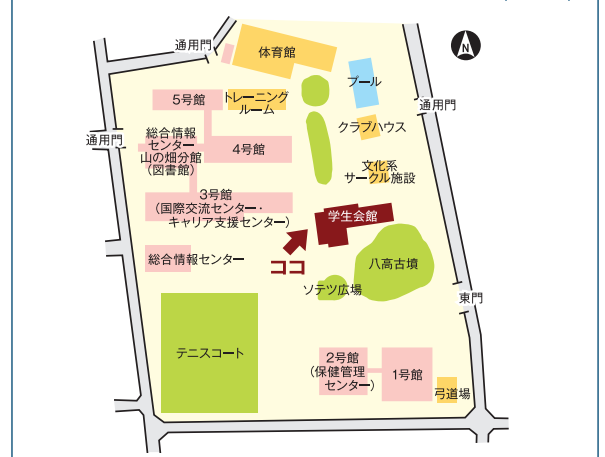 通用門
体育館
N
プール
5号館
トレーニング
ルーム
通用門
クラブハウス
通用門
総合情報
センター
山の畑分館
(図書館)
4号館
文化系
サークル施設
3号館
(国際交流センター・
キャリア支援センター)
学生会館
総合情報センター
ココ
八高古墳
ソテツ広場
東門
テニスコート
2号館
(保健管理
センター)
1号館
弓道場